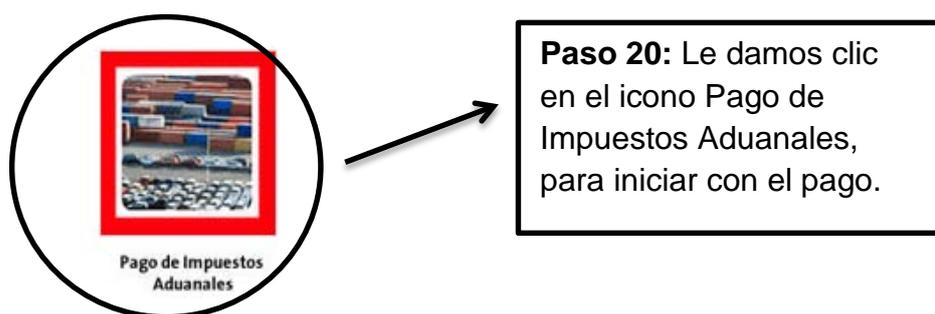 Pago de Impuestos
Aduanales
Paso 20: Le damos clic
en el icono Pago de
Impuestos Aduanales,
para iniciar con el pago.